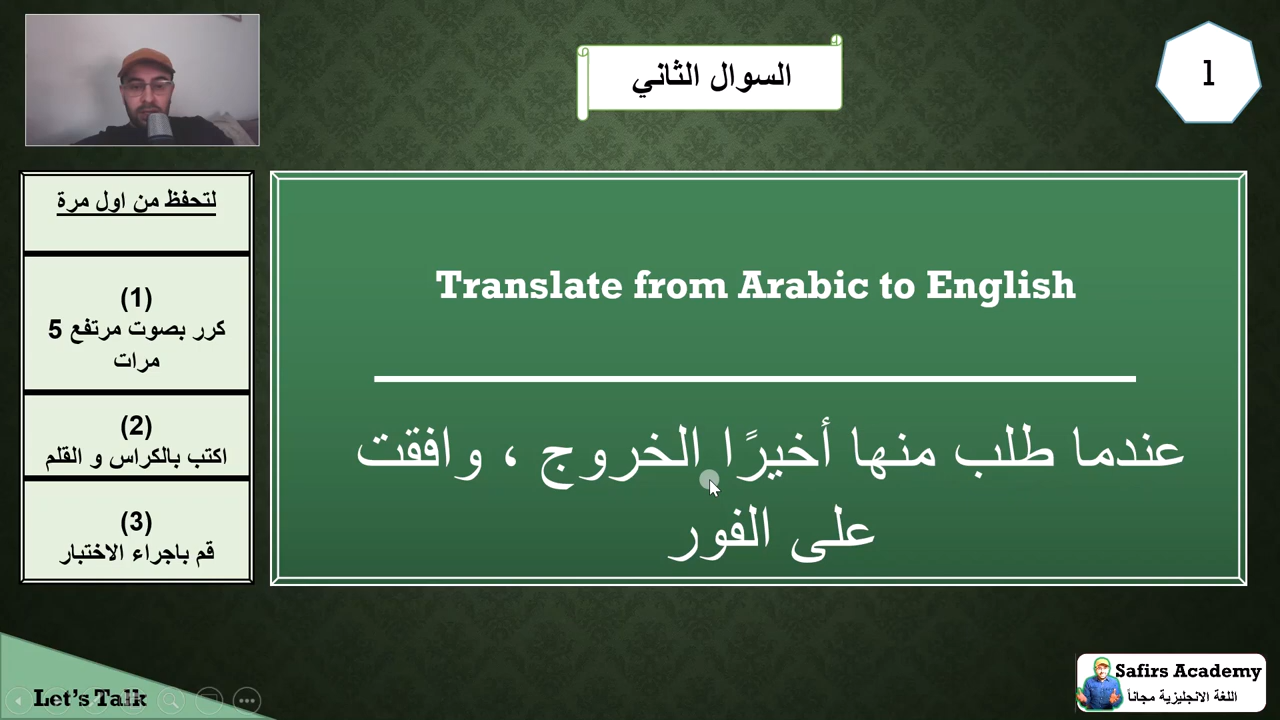 السوال الثاني
1
لتحفظ من اول مرة
(1)
كرر بصوت مرتفع 5
مرات
(2)
اكتب بالكراس و القلم
(3)
قم باجراء الاختبار
Translate from Arabic to English
عندما طلب منها أخيرًا الخروج ، وافقت
على الفور
Let's Talk
Safirs Academy
اللغة الانجليزية مجاناً